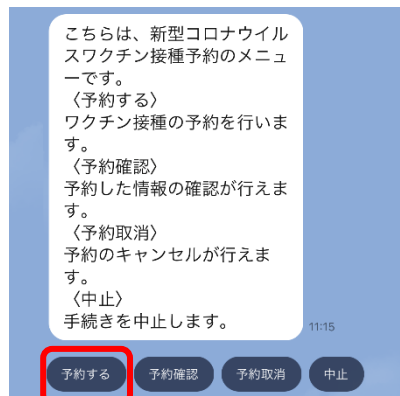 こちらは、新型コロナウイル
スワクチン接種予約のメニュ
ーです。
〈予約する〉
ワクチン接種の予約を行いま
す。
〈予約確認〉
予約した情報の確認が行えま
す。
〈予約取消〉
予約のキャンセルが行えま
す。
〈中止〉
手続きを中止します。
11:15
予約する 予約確認 予約取消 中止